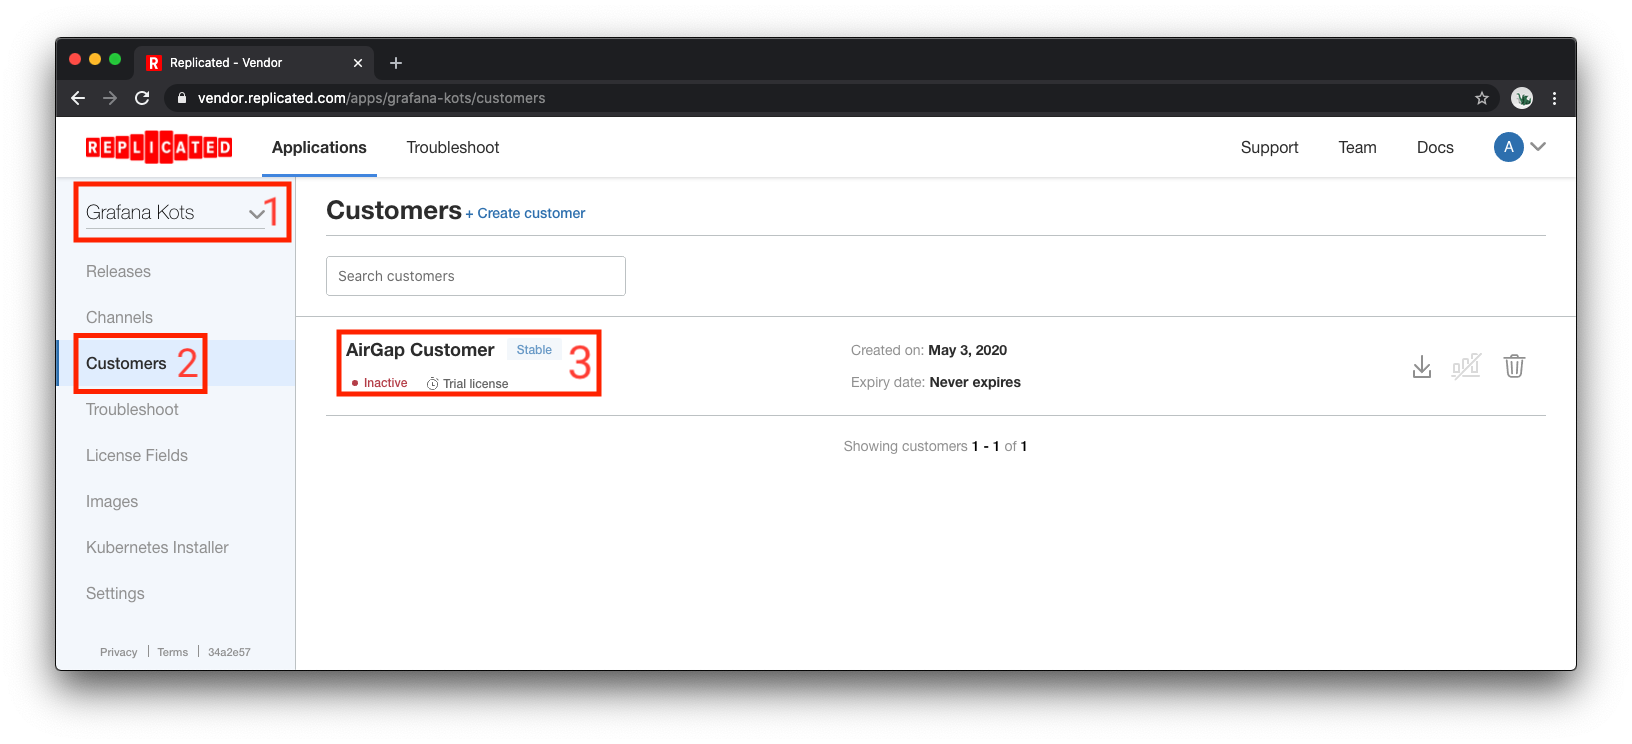 R Replicated - Vendor
vendor.replicated.com/apps/grafana-kots/customers
REPLICATED Applications Troubleshoot Support Team Docs A
Grafana Kots 1
Releases
Channels
Customers 2
Troubleshoot
License Fields
Images
Kubernetes Installer
Settings
Privacy | Terms | 34a2e57
Customers + Create customer
Search customers
AirGap Customer Stable 3
Inactive Trial license
Created on: May 3, 2020
Expiry date: Never expires
Showing customers 1 - 1 of 1